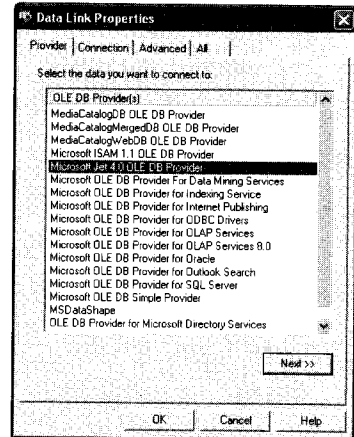 Data Link Properties
Provider Connection Advanced All
Select the data you want to connect to:
OLE DB Provider(s)
MediaCatalogDB OLE DB Provider
MediaCatalogMergedDB OLE DB Provider
MediaCatalogWebDB OLE DB Provider
Microsoft ISAM 1.1 OLE DB Provider
Microsoft Jet 4.0 OLE DB Provider
Microsoft OLE DB Provider For Data Mining Services
Microsoft OLE DB Provider for Indexing Service
Microsoft OLE DB Provider for Internet Publishing
Microsoft OLE DB Provider for ODBC Drivers
Microsoft OLE DB Provider for OLAP Services
Microsoft OLE DB Provider for OLAP Services 8.0
Microsoft OLE DB Provider for Oracle
Microsoft OLE DB Provider for Outlook Search
Microsoft OLE DB Provider for SQL Server
Microsoft OLE DB Simple Provider
MSDataShape
OLE DB Provider for Microsoft Directory Services
Next >>
OK Cancel Help